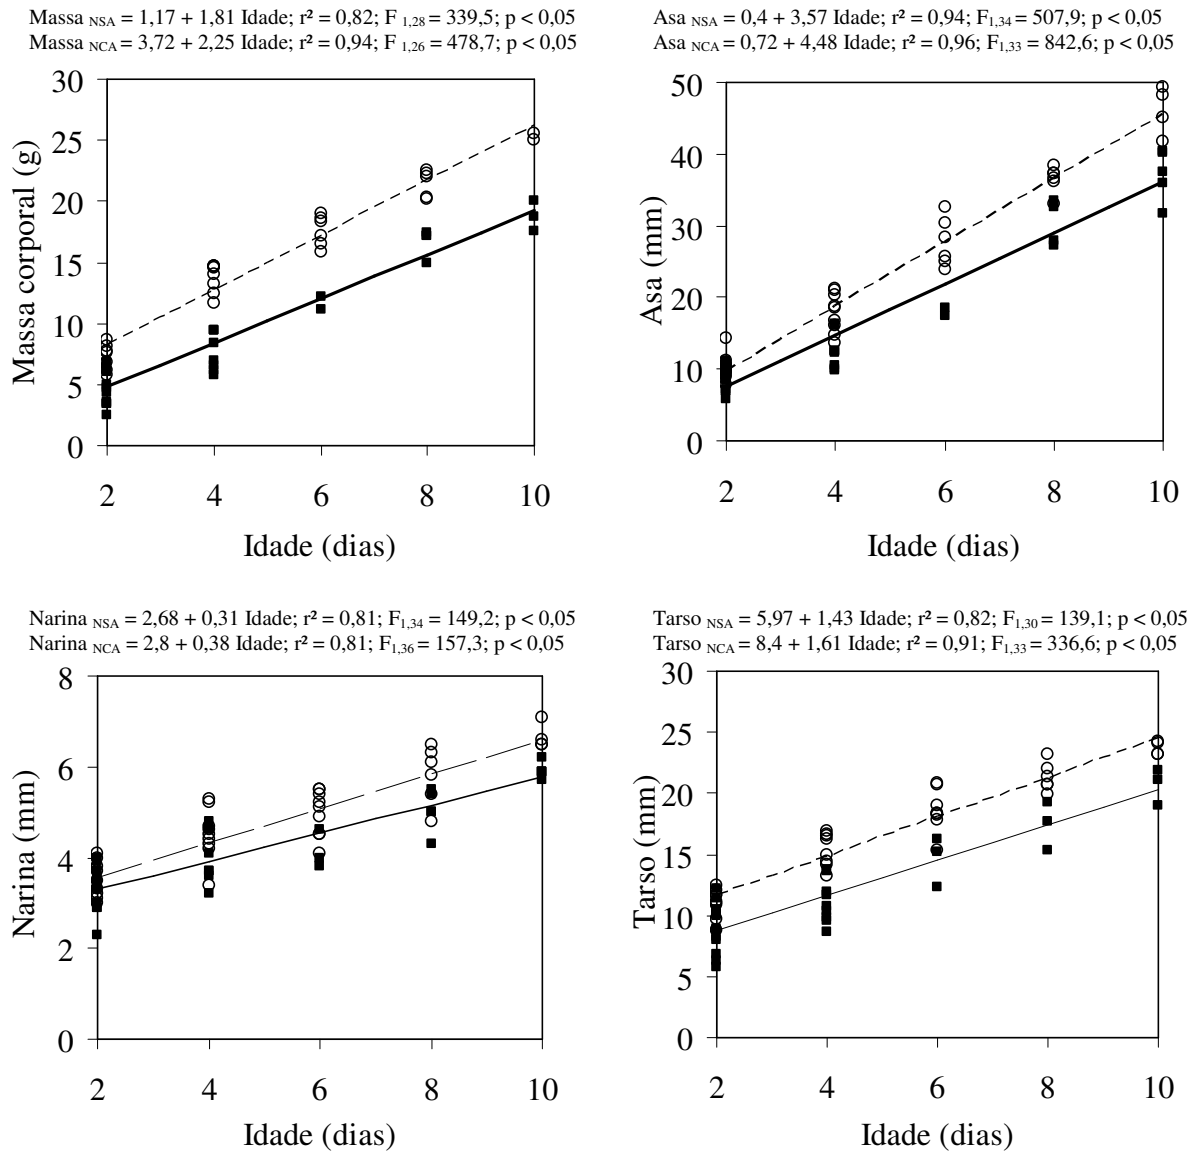 Massa NSA = 1,17 + 1,81 Idade; r² = 0,82; F 1,28 = 339,5; p < 0,05
Massa NCA = 3,72 + 2,25 Idade; r² = 0,94; F 1,26 = 478,7; p < 0,05
30
25
20
15
10
5
0
Massa corporal (g)
2 4 6 8 10
Idade (dias)
Asa NSA = 0,4 + 3,57 Idade; r² = 0,94; F1,34 = 507,9; p < 0,05
Asa NCA = 0,72 + 4,48 Idade; r² = 0,96; F1,33 = 842,6; p < 0,05
50
40
30
20
10
0
Asa (mm)
2 4 6 8 10
Idade (dias)
Narina NSA = 2,68 + 0,31 Idade; r² = 0,81; F1,34 = 149,2; p < 0,05
Narina NCA = 2,8 + 0,38 Idade; r² = 0,81; F1,36 = 157,3; p < 0,05
8
6
4
2
0
Narina (mm)
2 4 6 8 10
Idade (dias)
Tarso NSA = 5,97 + 1,43 Idade; r² = 0,82; F1,30 = 139,1; p < 0,05
Tarso NCA = 8,4 + 1,61 Idade; r² = 0,91; F1,33 = 336,6; p < 0,05
30
25
20
15
10
5
0
Tarso (mm)
2 4 6 8 10
Idade (dias)